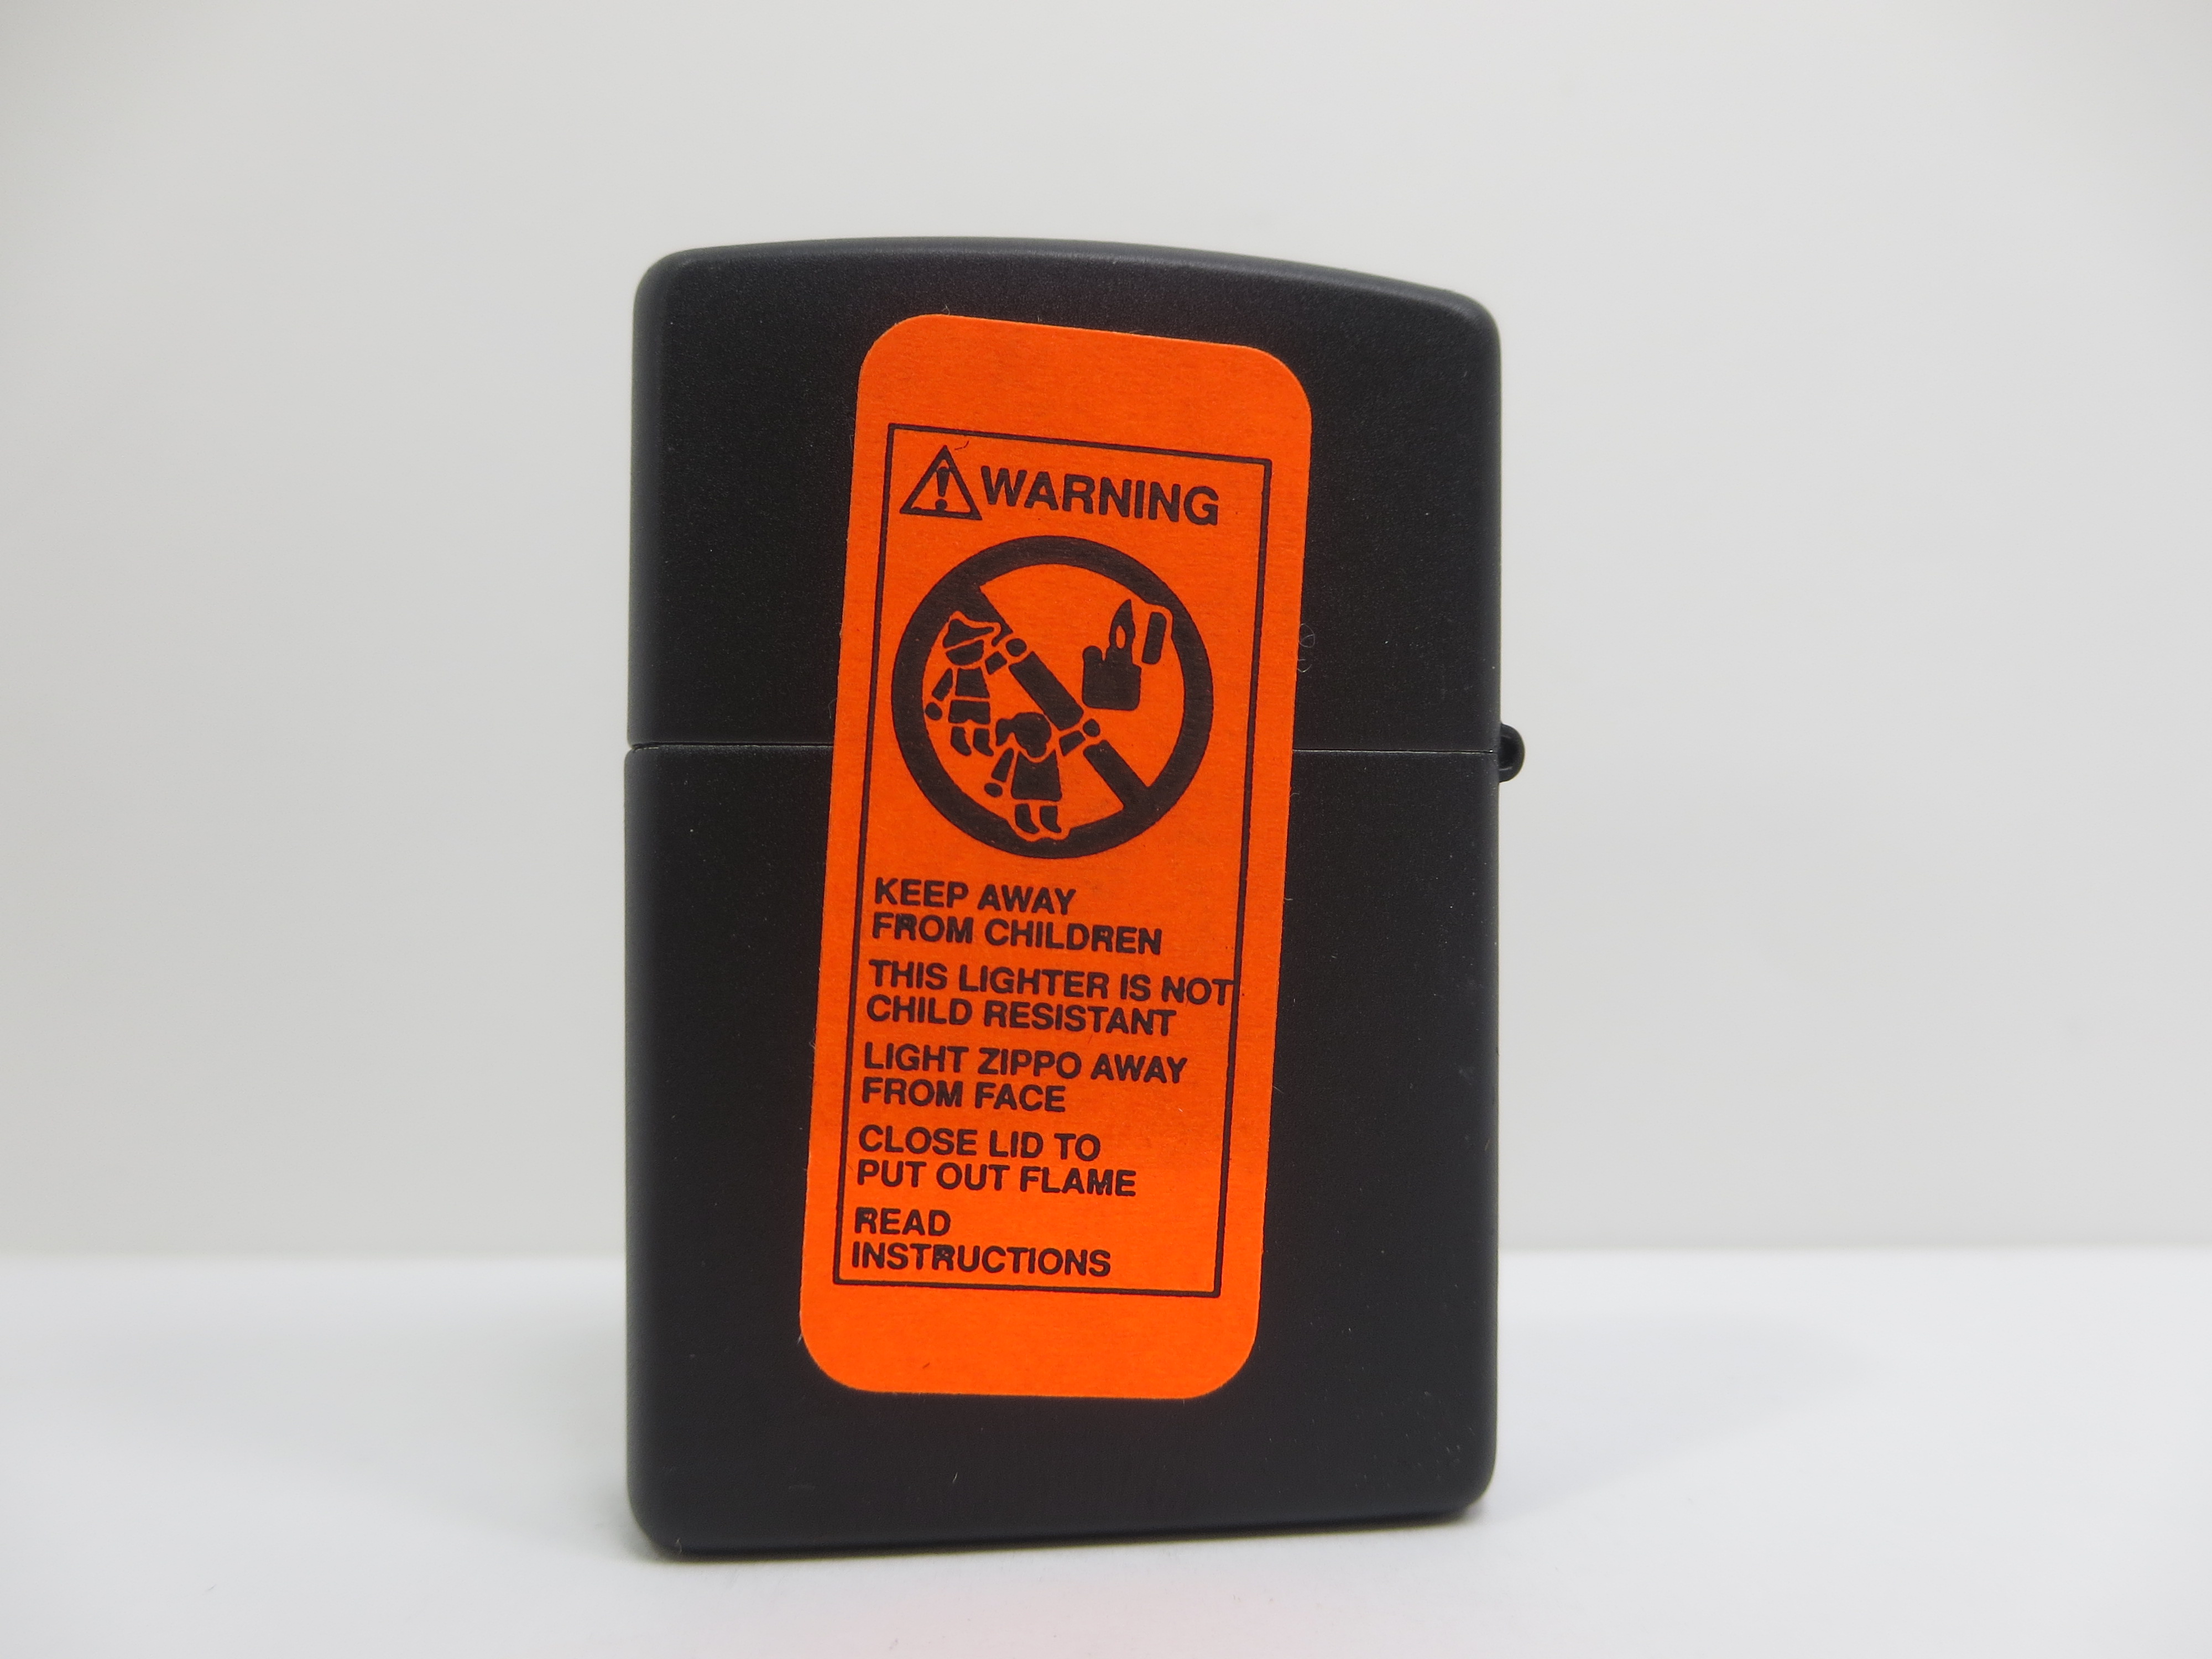 WARNING
KEEP AWAY
FROM CHILDREN
THIS LIGHTER IS NOT
CHILD RESISTANT
LIGHT ZIPPO AWAY
FROM FACE
CLOSE LID TO
PUT OUT FLAME
READ
INSTRUCTIONS